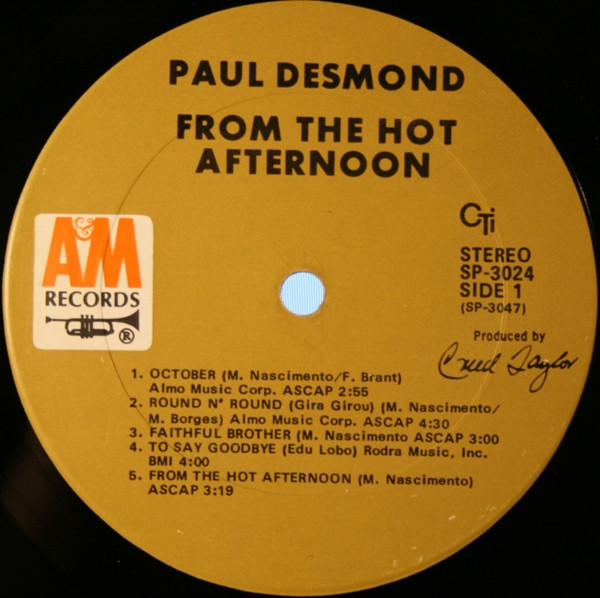 PAUL DESMOND
FROM THE HOT
AFTERNOON
A&M
RECORDS
®
CTi
STEREO
SP-3024
SIDE 1
(SP-3047)
Produced by
Creed Taylor
1. OCTOBER (M. Nascimento/F. Brant)
Almo Music Corp. ASCAP 2:55
2. ROUND N' ROUND (Gira Girou) (M. Nascimento/
M. Borges) Almo Music Corp. ASCAP 4:30
3. FAITHFUL BROTHER (M. Nascimento ASCAP 3:00
4. TO SAY GOODBYE (Edu Lobo) Rodra Music, Inc.
BMI 4:00
5. FROM THE HOT AFTERNOON (M. Nascimento)
ASCAP 3:19